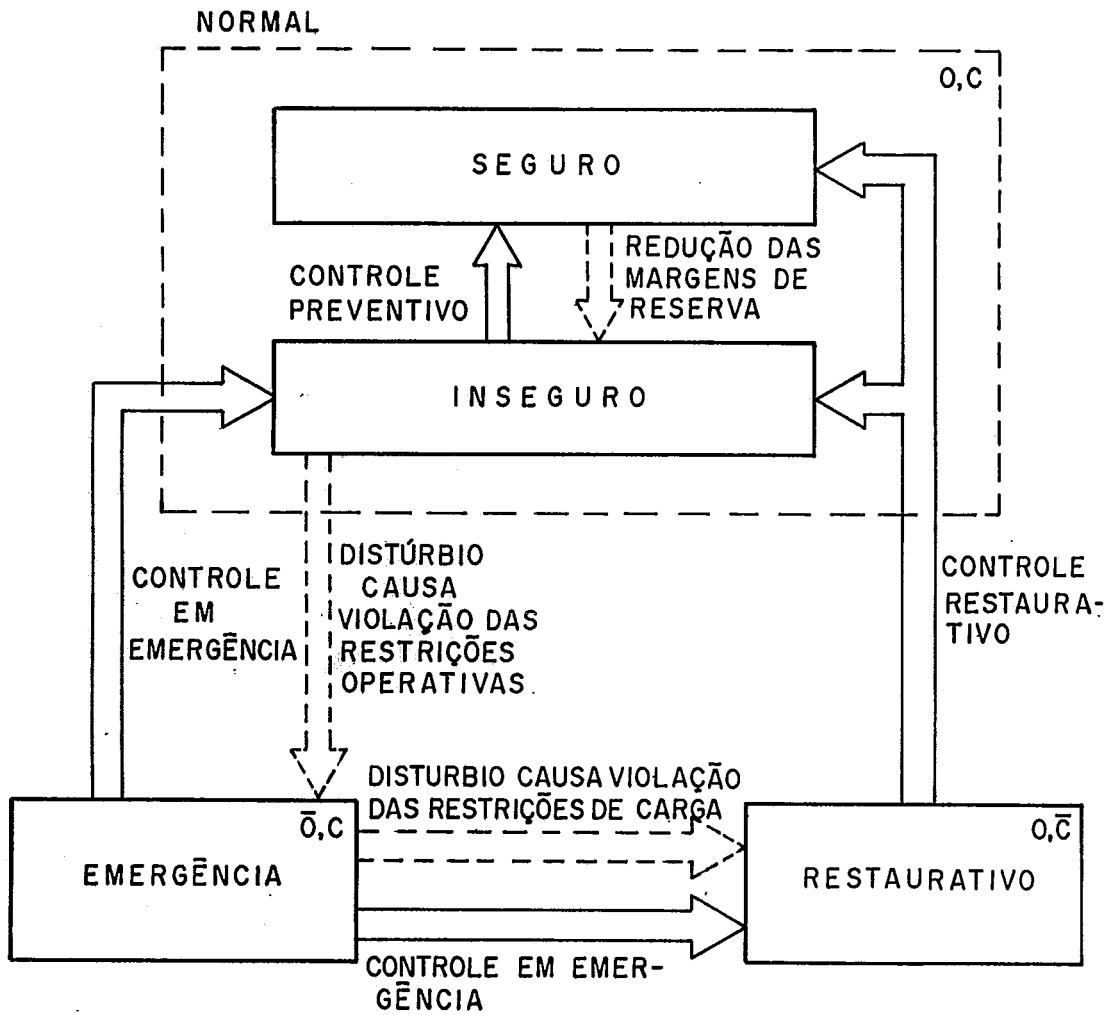 NORMAL
O,C
SEGURO
CONTROLE
PREVENTIVO
REDUÇÃO DAS
MARGENS DE
RESERVA
INSEGURO
CONTROLE
EM
EMERGÊNCIA
DISTÚRBIO
CAUSA
VIOLAÇÃO DAS
RESTRIÇÕES
OPERATIVAS.
CONTROLE
RESTAURA-
TIVO
DISTURBIO CAUSA VIOLAÇÃO
DAS RESTRIÇÕES DE CARGA
O̅,C
EMERGÊNCIA
O,C̅
RESTAURATIVO
CONTROLE EM EMER-
GÊNCIA